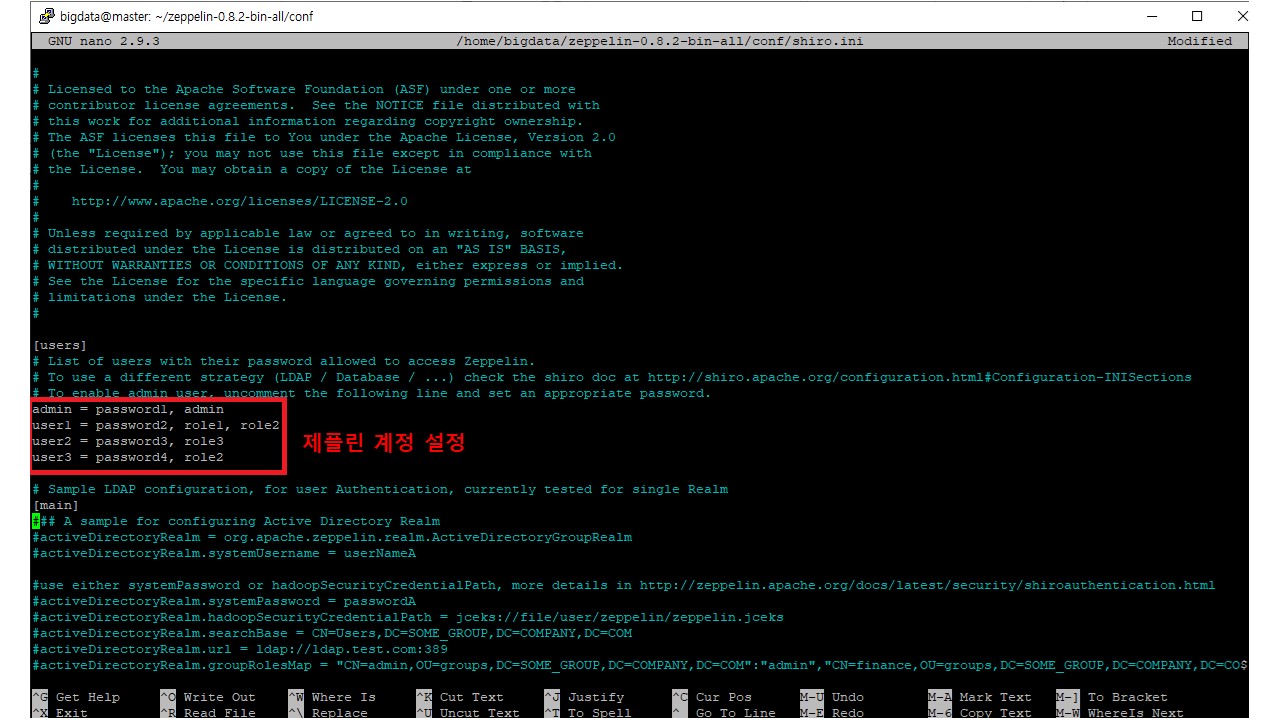 bigdata@master: ~/zeppelin-0.8.2-bin-all/conf
GNU nano 2.9.3 /home/bigdata/zeppelin-0.8.2-bin-all/conf/shiro.ini Modified
#
# Licensed to the Apache Software Foundation (ASF) under one or more
# contributor license agreements.  See the NOTICE file distributed with
# this work for additional information regarding copyright ownership.
# The ASF licenses this file to You under the Apache License, Version 2.0
# (the "License"); you may not use this file except in compliance with
# the License.  You may obtain a copy of the License at
#
#    http://www.apache.org/licenses/LICENSE-2.0
#
# Unless required by applicable law or agreed to in writing, software
# distributed under the License is distributed on an "AS IS" BASIS,
# WITHOUT WARRANTIES OR CONDITIONS OF ANY KIND, either express or implied.
# See the License for the specific language governing permissions and
# limitations under the License.
#
[users]
# List of users with their password allowed to access Zeppelin.
# To use a different strategy (LDAP / Database / ...) check the shiro doc at http://shiro.apache.org/configuration.html#Configuration-INISections
# To enable admin user, uncomment the following line and set an appropriate password.
admin = password1, admin
user1 = password2, role1, role2
user2 = password3, role3
user3 = password4, role2
제플린 계정 설정
# Sample LDAP configuration, for user Authentication, currently tested for single Realm
[main]
### A sample for configuring Active Directory Realm
#activeDirectoryRealm = org.apache.zeppelin.realm.ActiveDirectoryGroupRealm
#activeDirectoryRealm.systemUsername = userNameA
#use either systemPassword or hadoopSecurityCredentialPath, more details in http://zeppelin.apache.org/docs/latest/security/shiroauthentication.html
#activeDirectoryRealm.systemPassword = passwordA
#activeDirectoryRealm.hadoopSecurityCredentialPath = jceks://file/user/zeppelin/zeppelin.jceks
#activeDirectoryRealm.searchBase = CN=Users,DC=SOME_GROUP,DC=COMPANY,DC=COM
#activeDirectoryRealm.url = ldap://ldap.test.com:389
#activeDirectoryRealm.groupRolesMap = "CN=admin,OU=groups,DC=SOME_GROUP,DC=COMPANY,DC=COM":"admin","CN=finance,OU=groups,DC=SOME_GROUP,DC=COMPANY,DC=CO$
^G Get Help ^O Write Out ^W Where Is ^K Cut Text ^J Justify ^C Cur Pos M-U Undo M-A Mark Text M-] To Bracket
^X Exit ^R Read File ^\ Replace ^U Uncut Text ^T To Spell ^_ Go To Line M-E Redo M-6 Copy Text M-W WhereIs Next